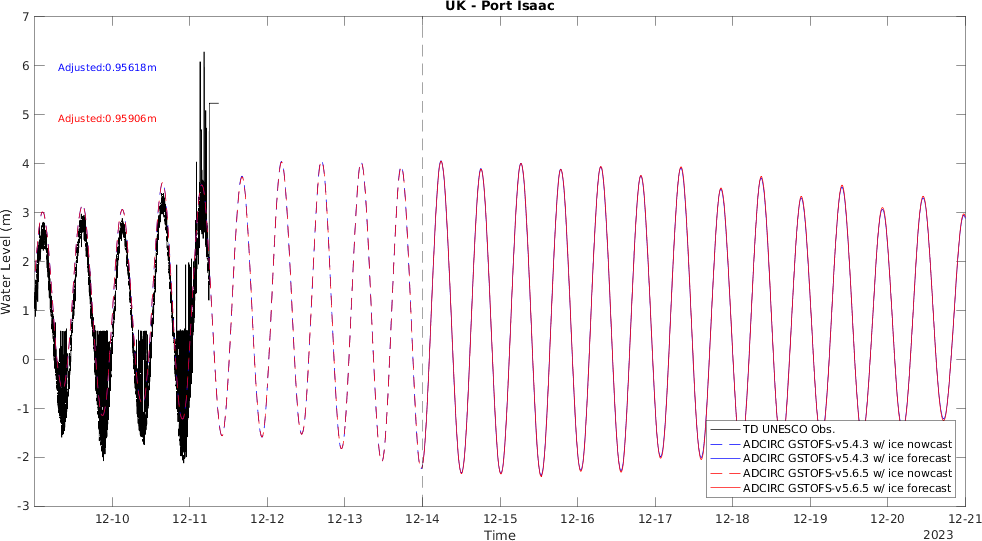 UK - Port Isaac
7
6
5
4
3
2
1
0
-1
-2
-3
Water Level (m)
Adjusted:0.95618m
Adjusted:0.95906m
TD UNESCO Obs.
ADCIRC GSTOFS-v5.4.3 w/ ice nowcast
ADCIRC GSTOFS-v5.4.3 w/ ice forecast
ADCIRC GSTOFS-v5.6.5 w/ ice nowcast
ADCIRC GSTOFS-v5.6.5 w/ ice forecast
12-10 12-11 12-12 12-13 12-14 12-15 12-16 12-17 12-18 12-19 12-20 12-21
Time
2023